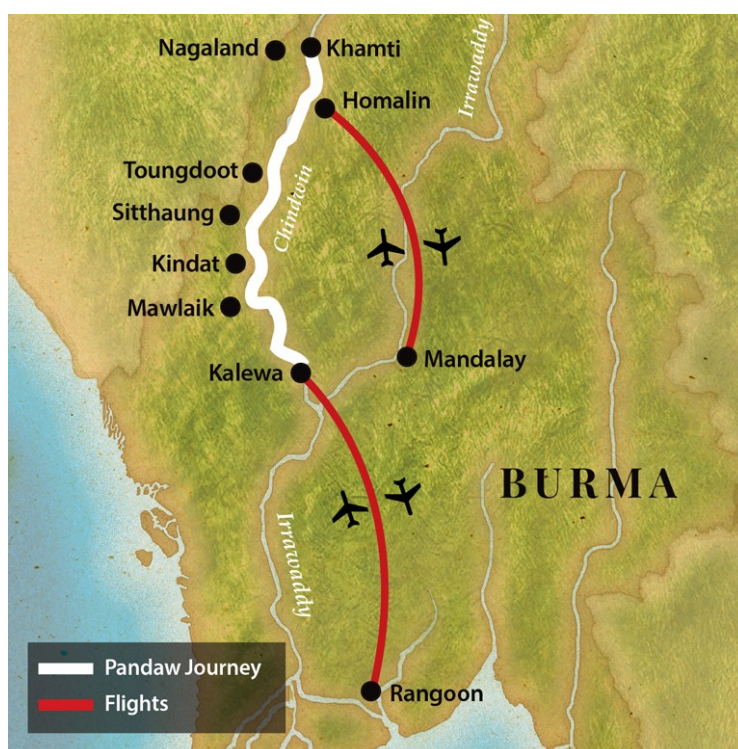 Nagaland
Khamti
Irrawaddy
Homalin
Toungdoot
Chindwin
Sitthaung
Kindat
Mawlaik
Mandalay
Kalewa
BURMA
Irrawaddy
Pandaw Journey
Rangoon
Flights